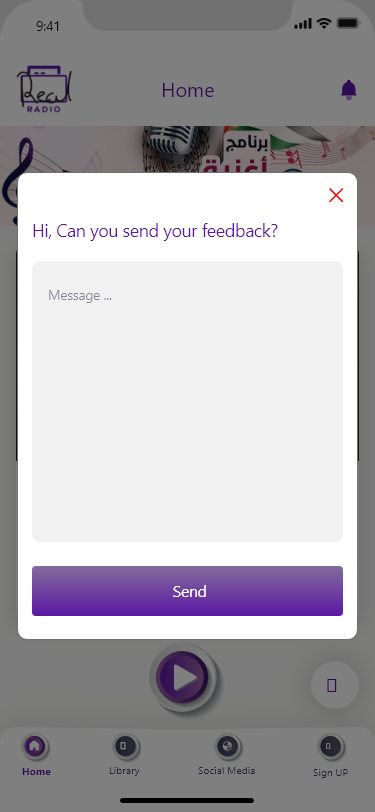 9:41
RADIO
Home
برنامج
أغنية
Hi, Can you send your feedback?
Message ...
Send
Home
Library
Social Media
Sign UP